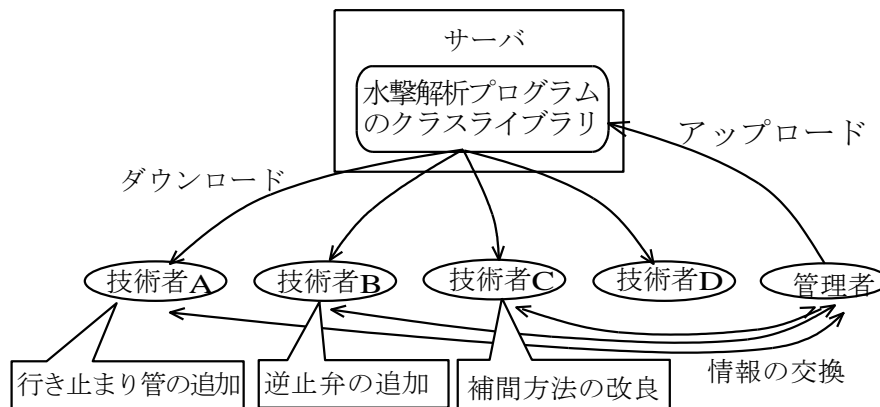 サーバ
水撃解析プログラム
のクラスライブラリ
アップロード
ダウンロード
技術者A
技術者B
技術者C
技術者D
管理者
行き止まり管の追加
逆止弁の追加
補間方法の改良
情報の交換